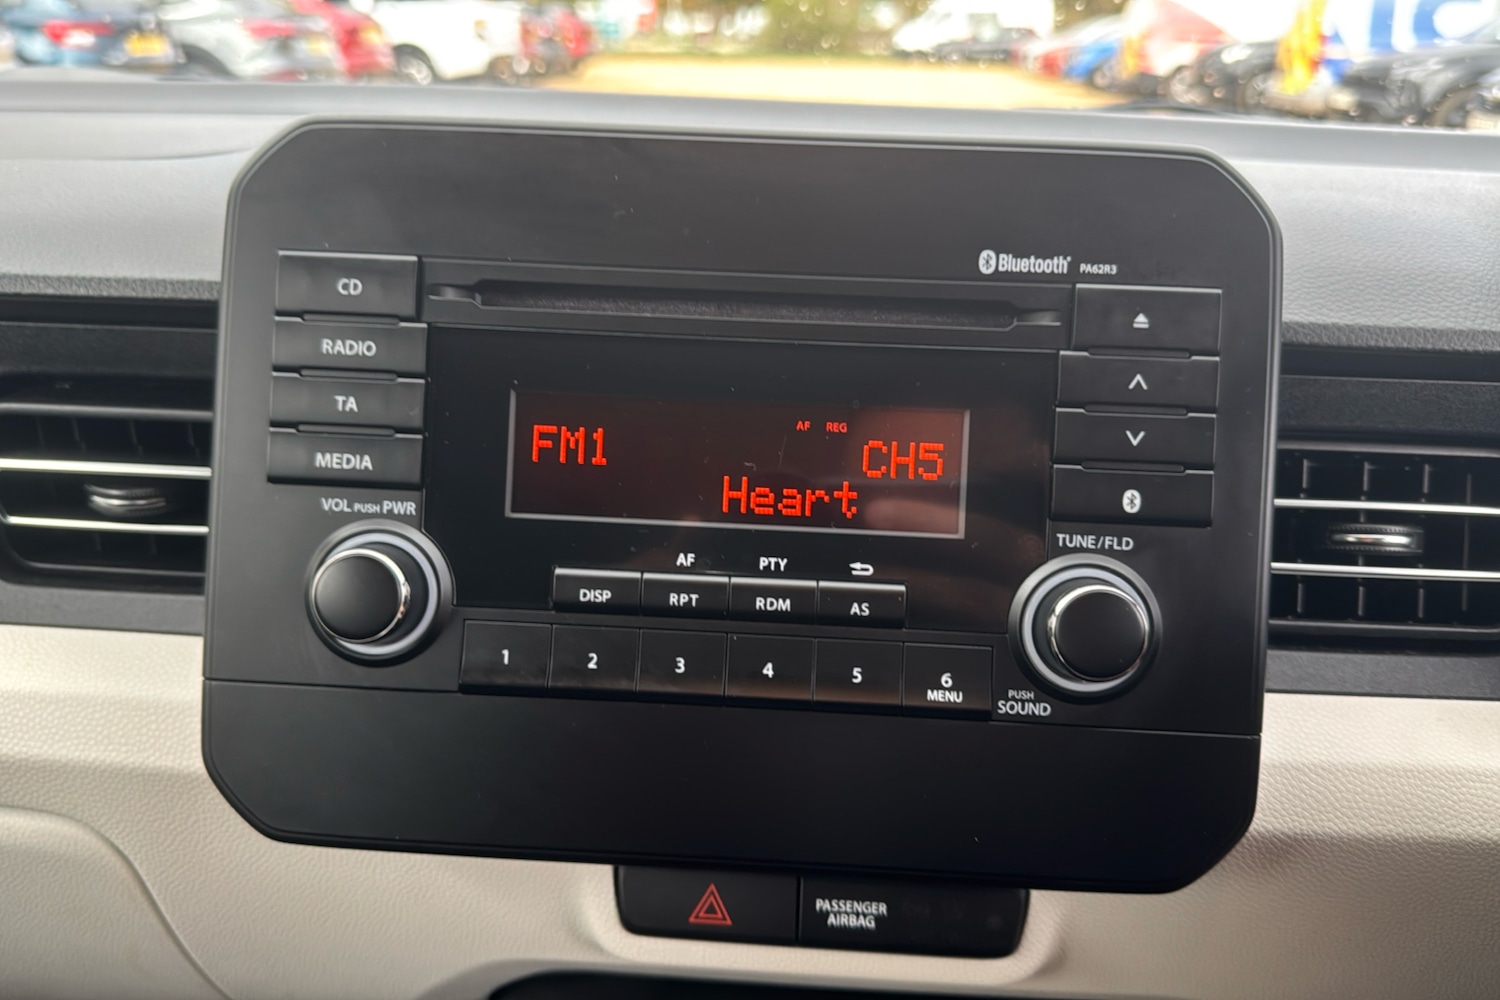 Bluetooth® PA62R3
CD
RADIO
TA
MEDIA
AF REG
FM1 CH5
Heart
VOL PUSH PWR
TUNE/FLD
AF PTY
DISP RPT RDM AS
1 2 3 4 5 6
MENU
PUSH
SOUND
PASSENGER
AIRBAG